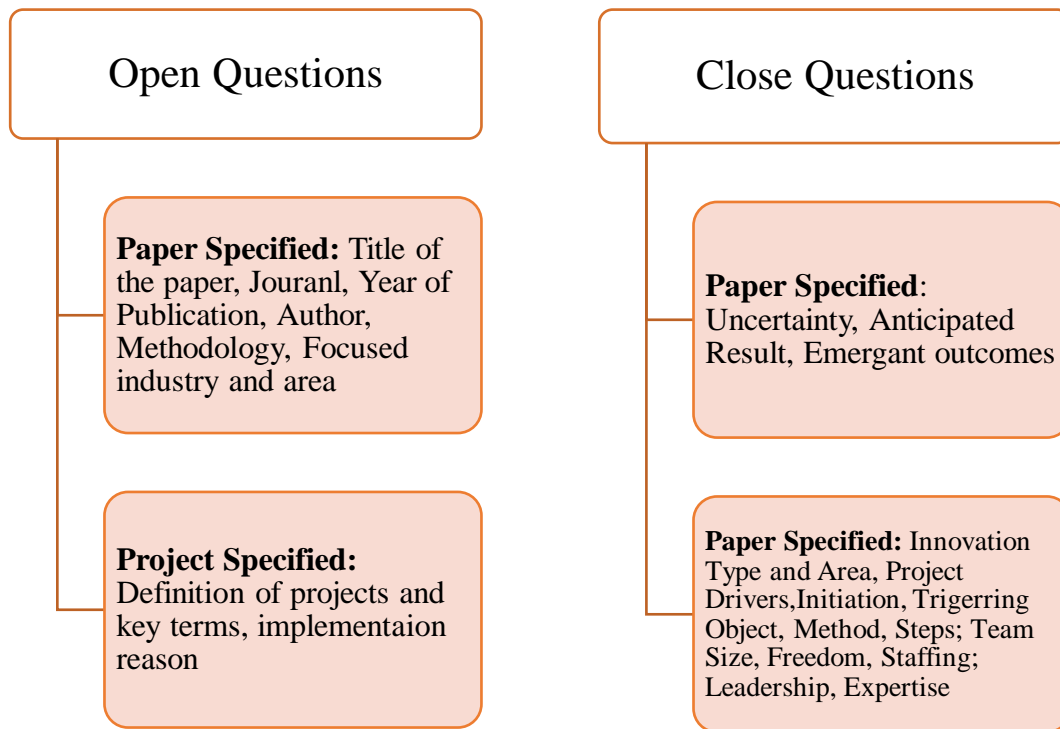 Open Questions
Paper Specified: Title of
the paper, Jouranl, Year of
Publication, Author,
Methodology, Focused
industry and area
Project Specified:
Definition of projects and
key terms, implementaion
reason
Close Questions
Paper Specified:
Uncertainty, Anticipated
Result, Emergant outcomes
Paper Specified: Innovation
Type and Area, Project
Drivers,Initiation, Trigerring
Object, Method, Steps; Team
Size, Freedom, Staffing;
Leadership, Expertise